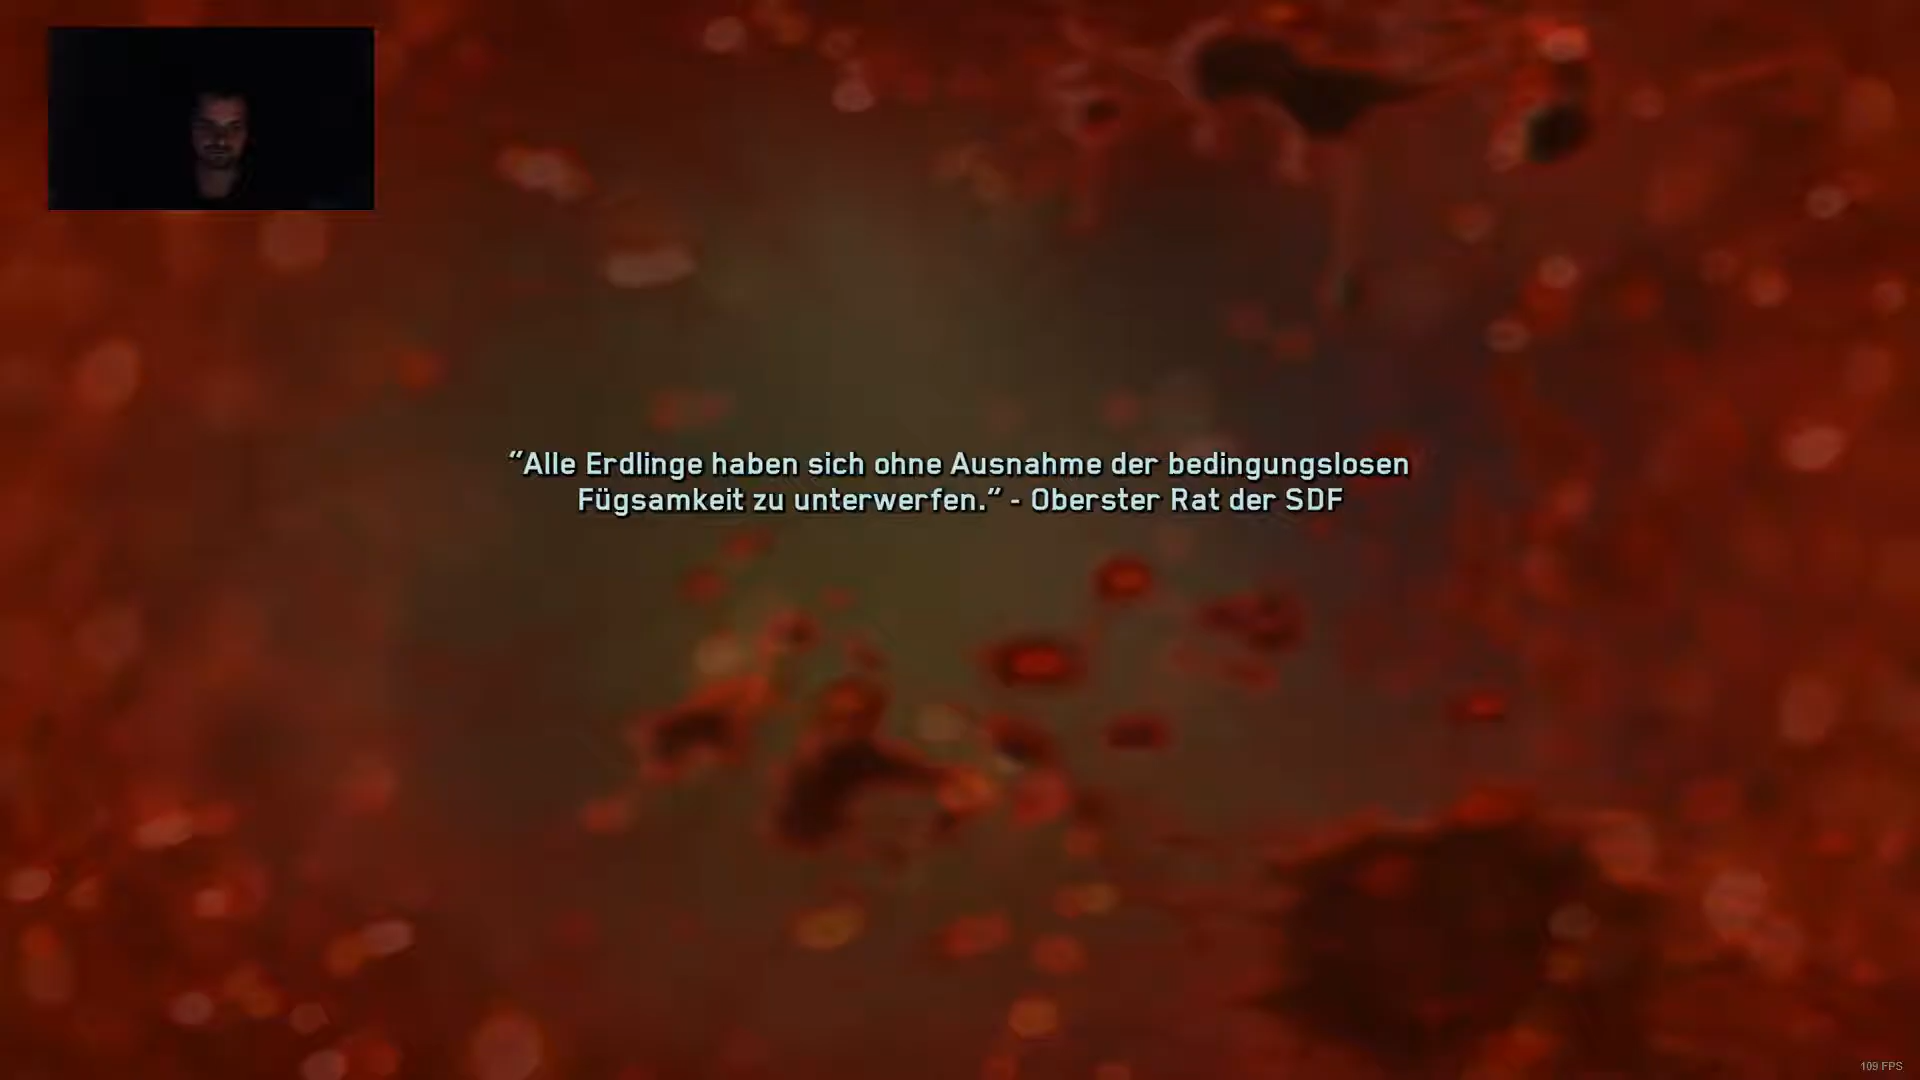 “Alle Erdlinge haben sich ohne Ausnahme der bedingungslosen
Fügsamkeit zu unterwerfen.” - Oberster Rat der SDF
109 FPS